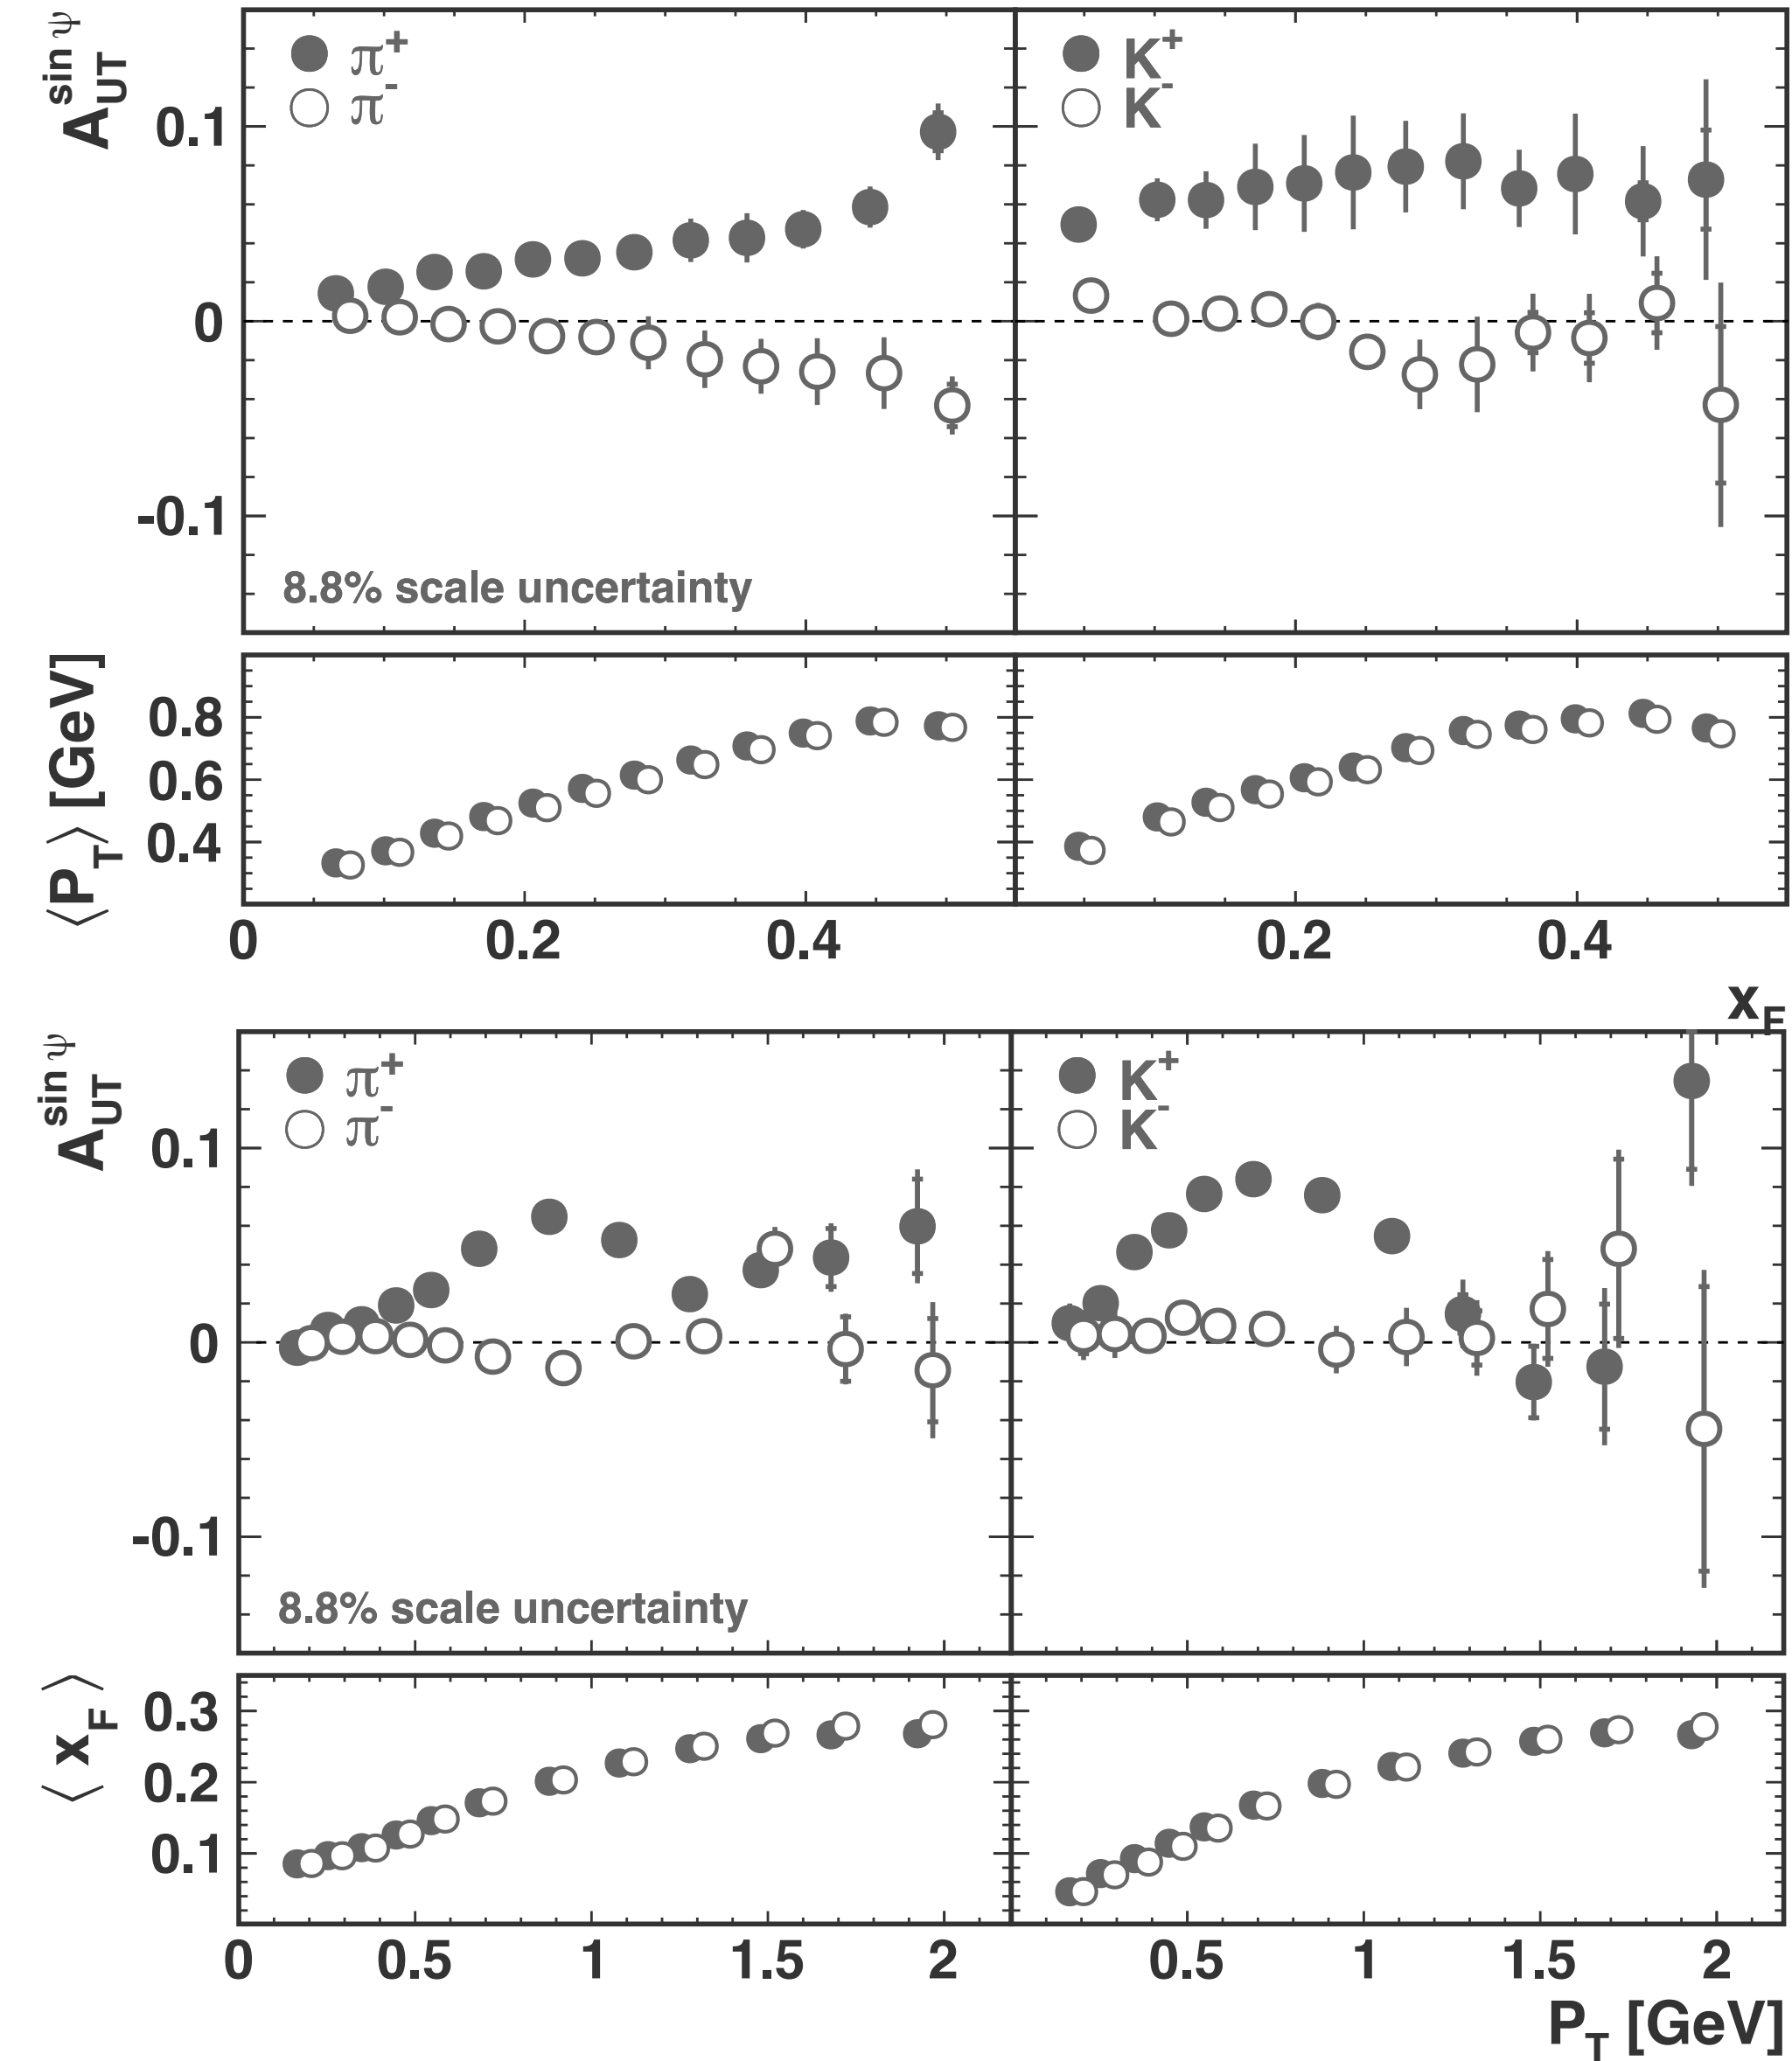 A_UT^sin ψ
π+
π-
K+
K-
0.1
0
-0.1
8.8% scale uncertainty
⟨P_T⟩ [GeV]
0.8
0.6
0.4
0 0.2 0.4 0.2 0.4
x_F
A_UT^sin ψ
π+
π-
K+
K-
0.1
0
-0.1
8.8% scale uncertainty
⟨x_F⟩
0.3
0.2
0.1
0 0.5 1 1.5 2 0.5 1 1.5 2
P_T [GeV]